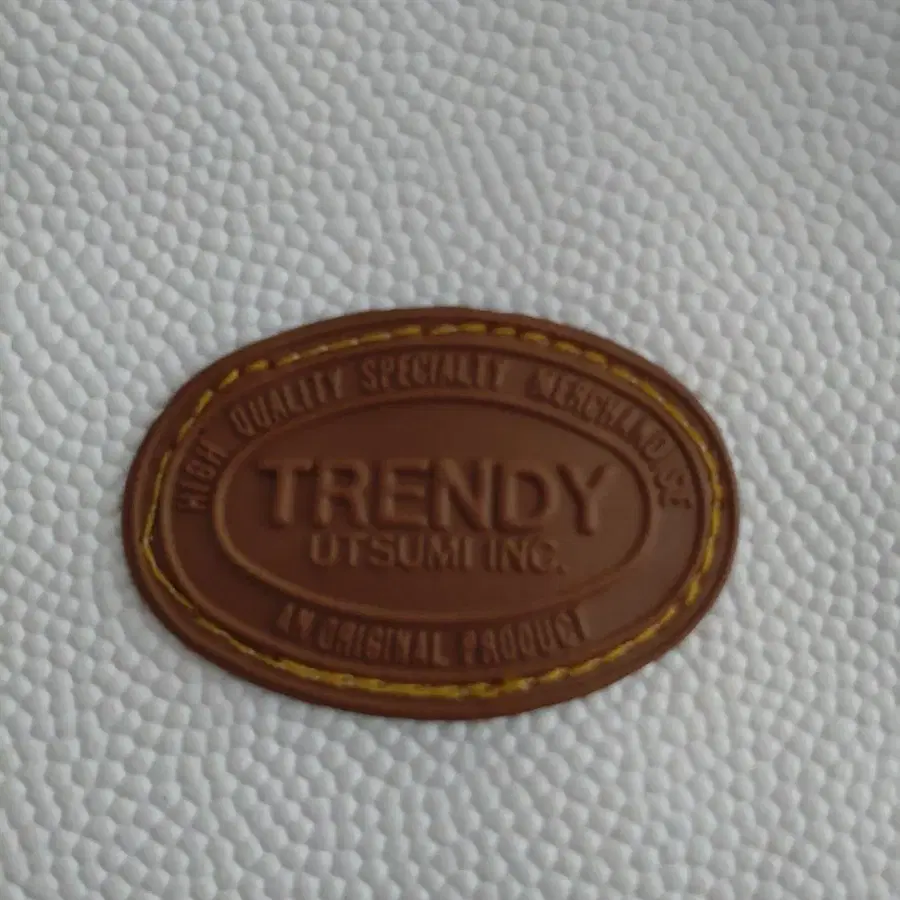 HIGH QUALITY SPECIALTY MERCHANDISE
TRENDY
UTSUMI INC.
AN ORIGINAL PRODUCT